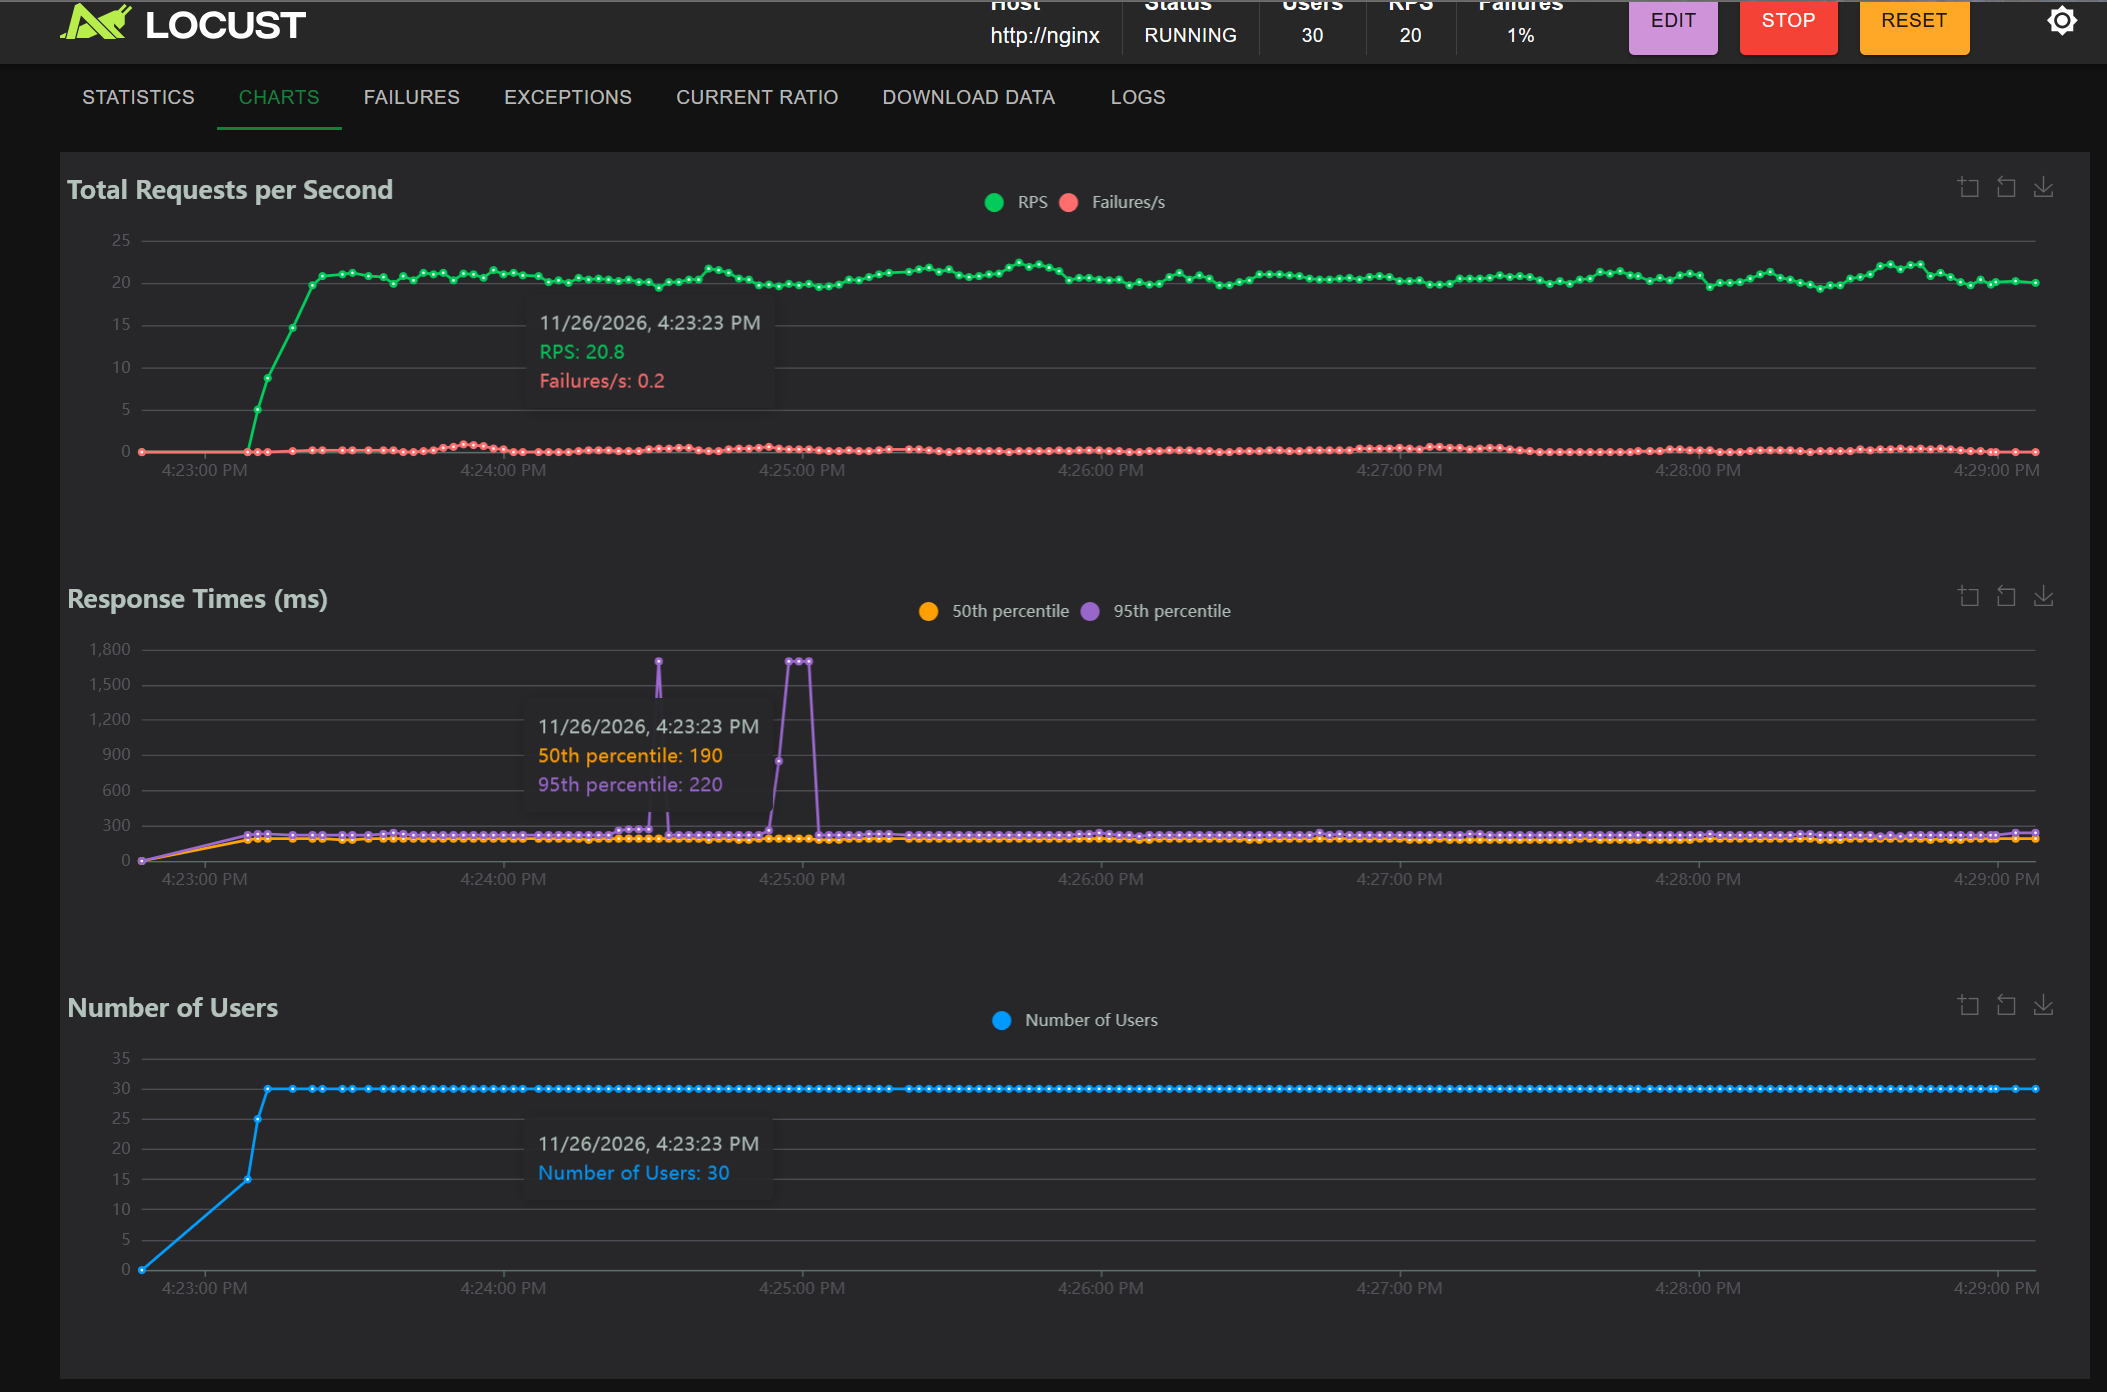 LOCUST
Host Status Users RPS Failures
http://nginx RUNNING 30 20 1%
EDIT STOP RESET
STATISTICS CHARTS FAILURES EXCEPTIONS CURRENT RATIO DOWNLOAD DATA LOGS
Total Requests per Second
RPS Failures/s
25
20
15
10
5
0
11/26/2026, 4:23:23 PM
RPS: 20.8
Failures/s: 0.2
4:23:00 PM 4:24:00 PM 4:25:00 PM 4:26:00 PM 4:27:00 PM 4:28:00 PM 4:29:00 PM
Response Times (ms)
50th percentile 95th percentile
1,800
1,500
1,200
900
600
300
0
11/26/2026, 4:23:23 PM
50th percentile: 190
95th percentile: 220
4:23:00 PM 4:24:00 PM 4:25:00 PM 4:26:00 PM 4:27:00 PM 4:28:00 PM 4:29:00 PM
Number of Users
Number of Users
35
30
25
20
15
10
5
0
11/26/2026, 4:23:23 PM
Number of Users: 30
4:23:00 PM 4:24:00 PM 4:25:00 PM 4:26:00 PM 4:27:00 PM 4:28:00 PM 4:29:00 PM